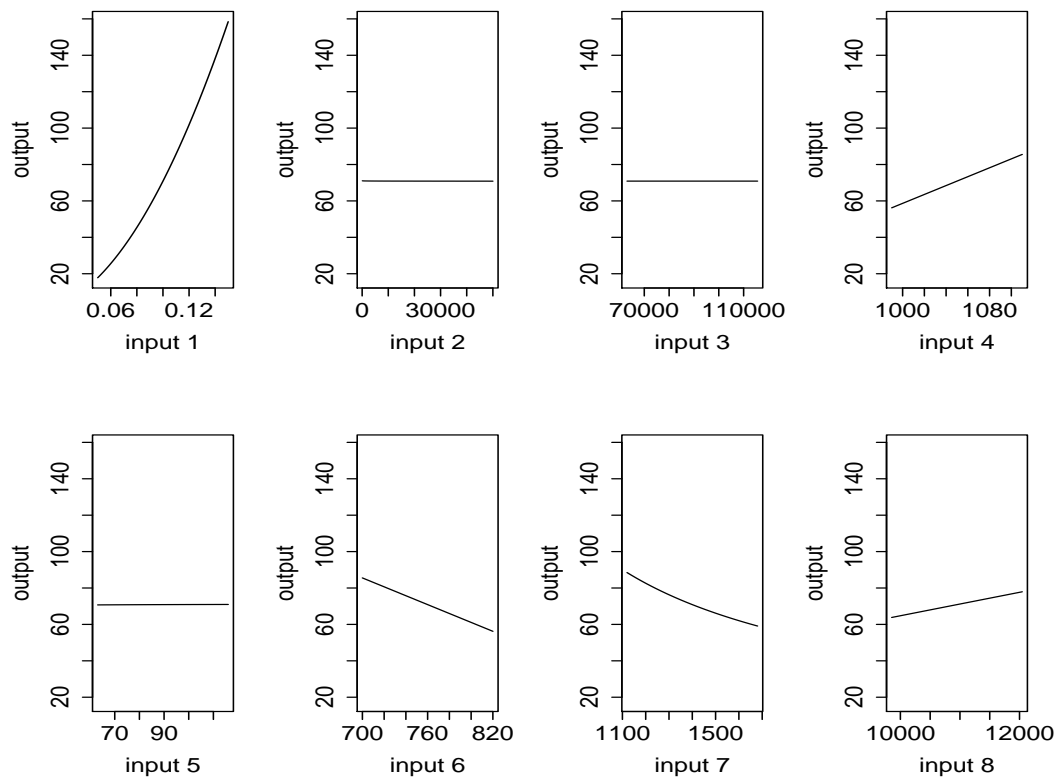 output
20 60 100 140
0.06 0.12
input 1
output
20 60 100 140
0 30000
input 2
output
20 60 100 140
70000 110000
input 3
output
20 60 100 140
1000 1080
input 4
output
20 60 100 140
70 90
input 5
output
20 60 100 140
700 760 820
input 6
output
20 60 100 140
1100 1500
input 7
output
20 60 100 140
10000 12000
input 8